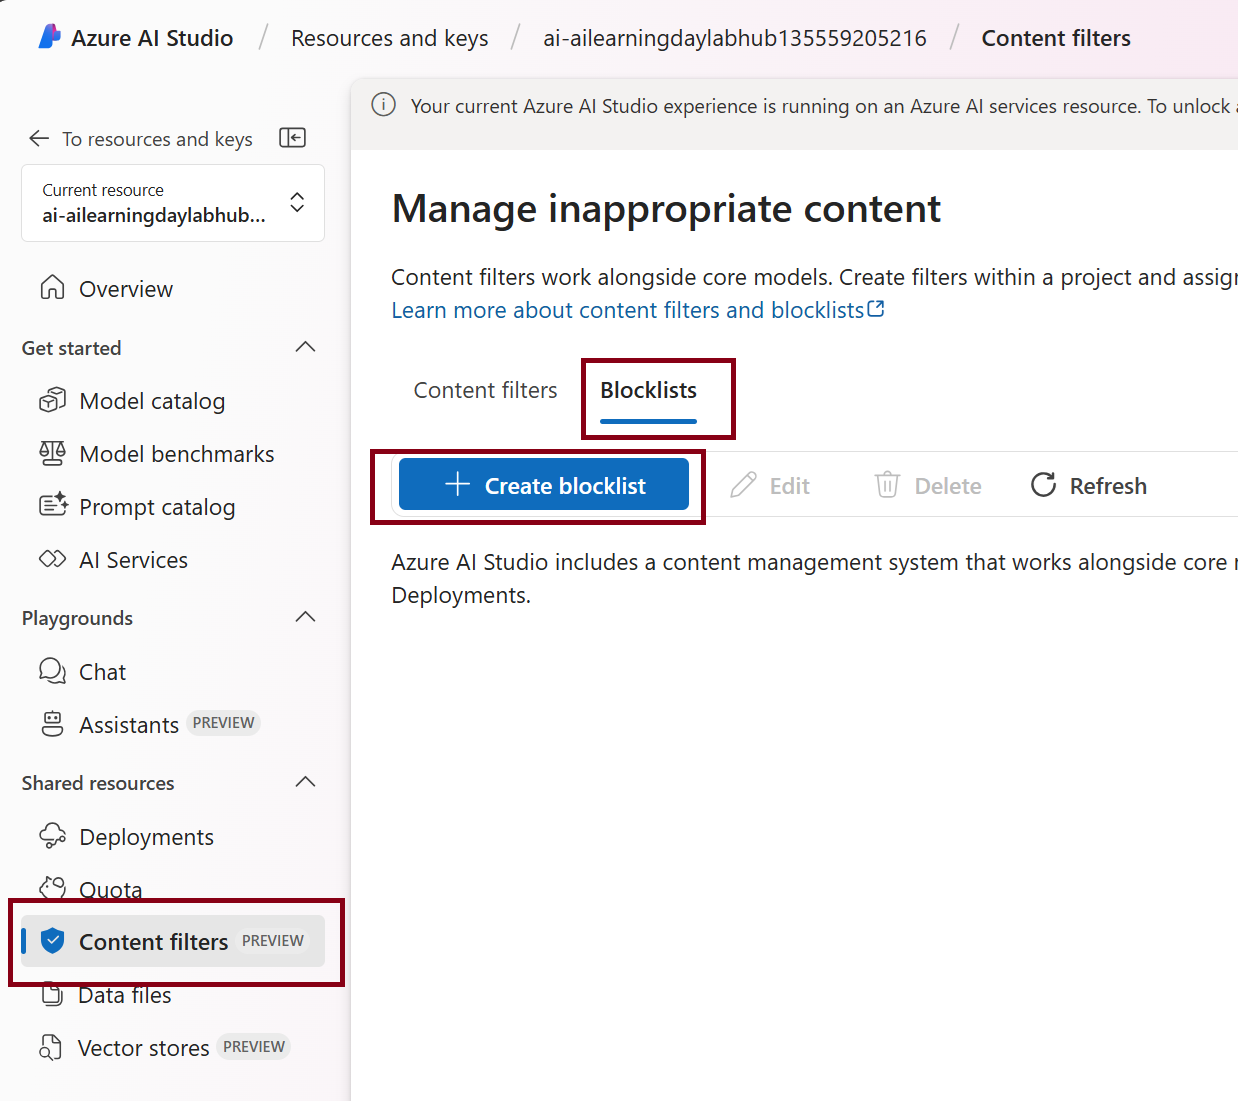 Azure AI Studio / Resources and keys / ai-ailearningdaylabhub135559205216 / Content filters
Your current Azure AI Studio experience is running on an Azure AI services resource. To unlock
To resources and keys
Current resource
ai-ailearningdaylabhub...
Overview
Get started
Model catalog
Model benchmarks
Prompt catalog
AI Services
Playgrounds
Chat
Assistants PREVIEW
Shared resources
Deployments
Quota
Content filters PREVIEW
Data files
Vector stores PREVIEW
Manage inappropriate content
Content filters work alongside core models. Create filters within a project and assign
Learn more about content filters and blocklists
Content filters Blocklists
Create blocklist Edit Delete Refresh
Azure AI Studio includes a content management system that works alongside core
Deployments.